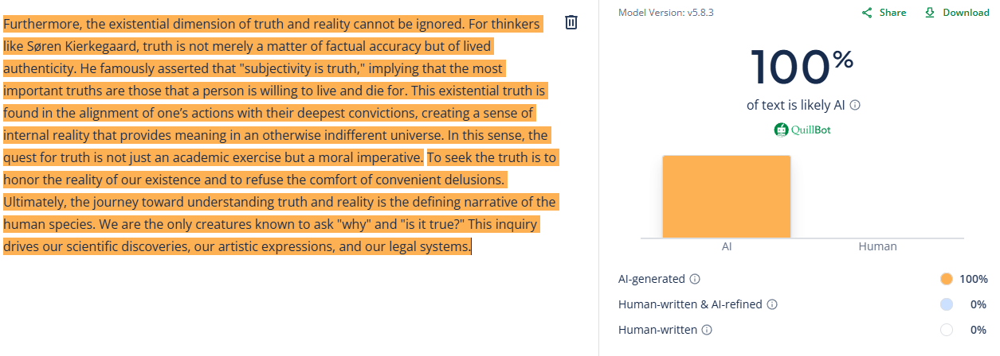 Furthermore, the existential dimension of truth and reality cannot be ignored. For thinkers
like Søren Kierkegaard, truth is not merely a matter of factual accuracy but of lived
authenticity. He famously asserted that "subjectivity is truth," implying that the most
important truths are those that a person is willing to live and die for. This existential truth is
found in the alignment of one’s actions with their deepest convictions, creating a sense of
internal reality that provides meaning in an otherwise indifferent universe. In this sense, the
quest for truth is not just an academic exercise but a moral imperative. To seek the truth is to
honor the reality of our existence and to refuse the comfort of convenient delusions.
Ultimately, the journey toward understanding truth and reality is the defining narrative of the
human species. We are the only creatures known to ask "why" and "is it true?" This inquiry
drives our scientific discoveries, our artistic expressions, and our legal systems.
Model Version: v5.8.3
Share
Download
100%
of text is likely AI
QuillBot
AI
Human
AI-generated 100%
Human-written & AI-refined 0%
Human-written 0%